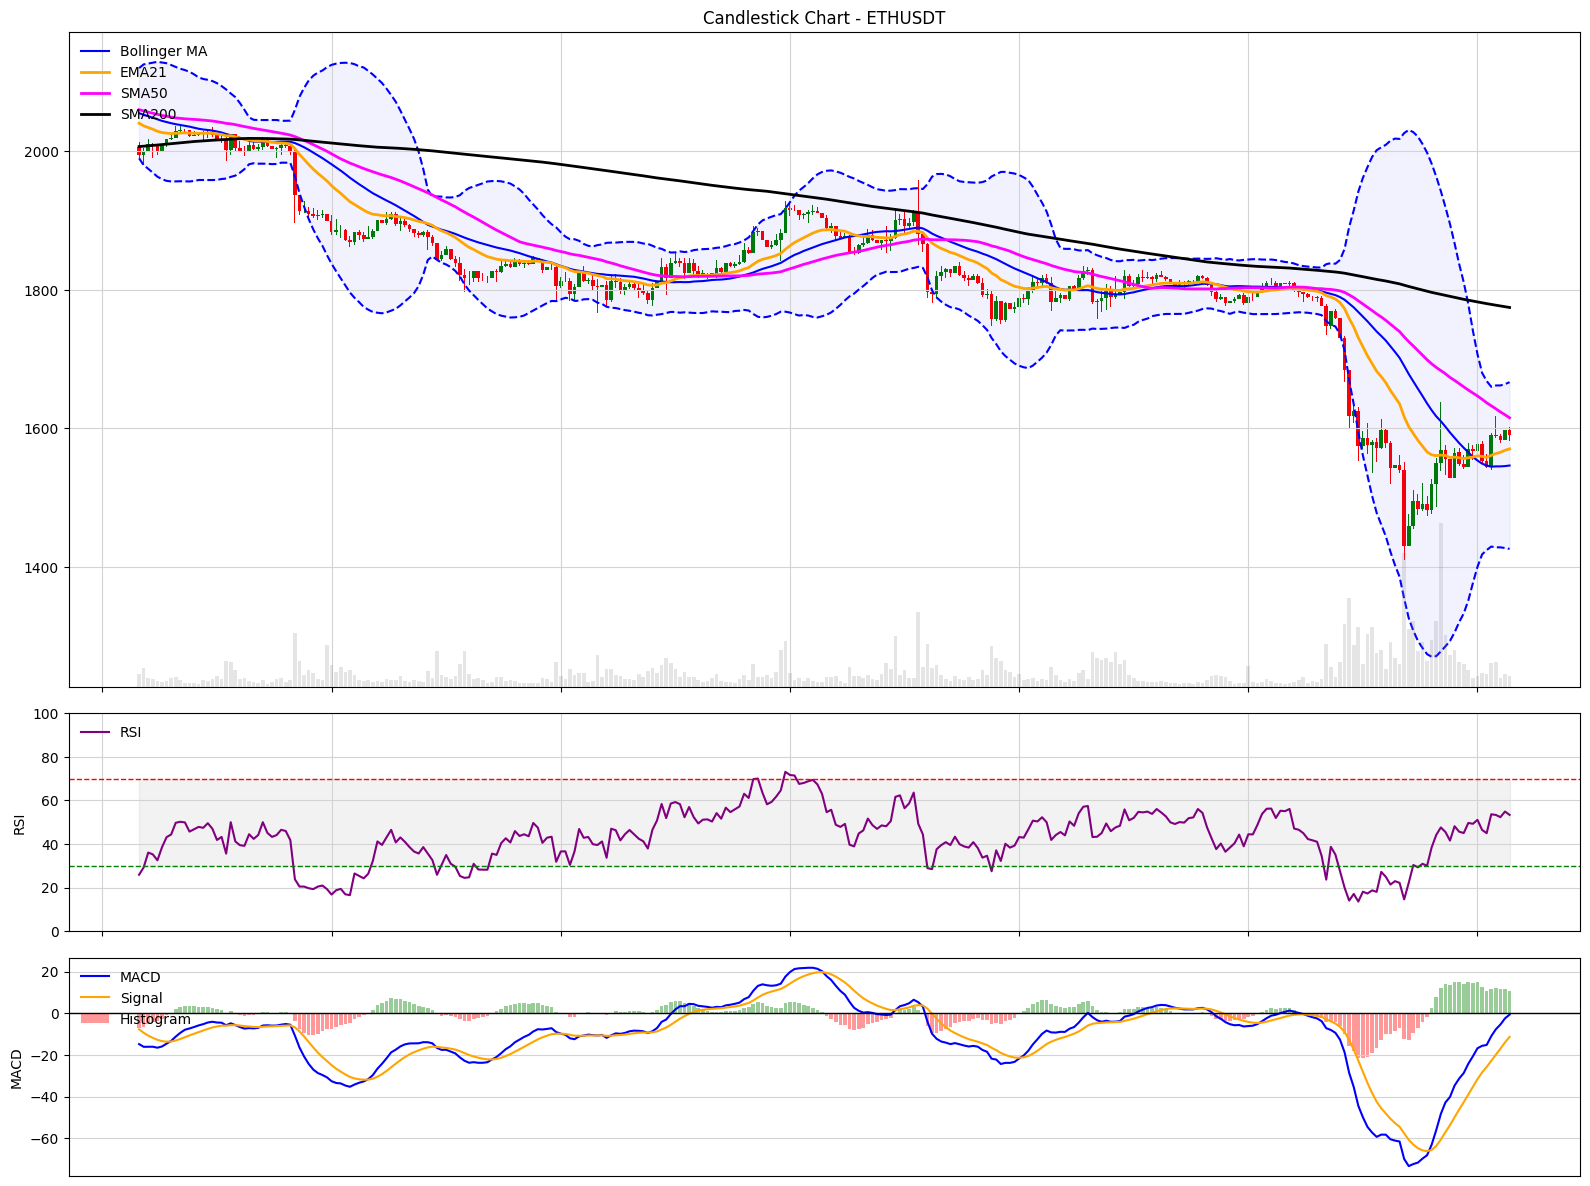 Candlestick Chart - ETHUSDT
Bollinger MA
EMA21
SMA50
SMA200
2000
1800
1600
1400
RSI
100
80
60
40
20
0
RSI
MACD
Signal
Histogram
20
0
−20
−40
−60
MACD